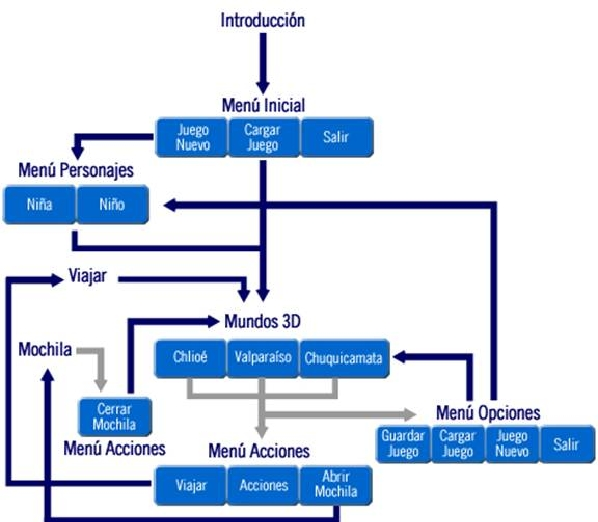 Introducción
Menú Inicial
Juego
Nuevo
Cargar
Juego
Salir
Menú Personajes
Niña
Niño
Viajar
Mundos 3D
Mochila
Chlioé
Valparaíso
Chuquicamata
Cerrar
Mochila
Menú Acciones
Menú Opciones
Guardar
Juego
Cargar
Juego
Juego
Nuevo
Salir
Menú Acciones
Viajar
Acciones
Abrir
Mochila